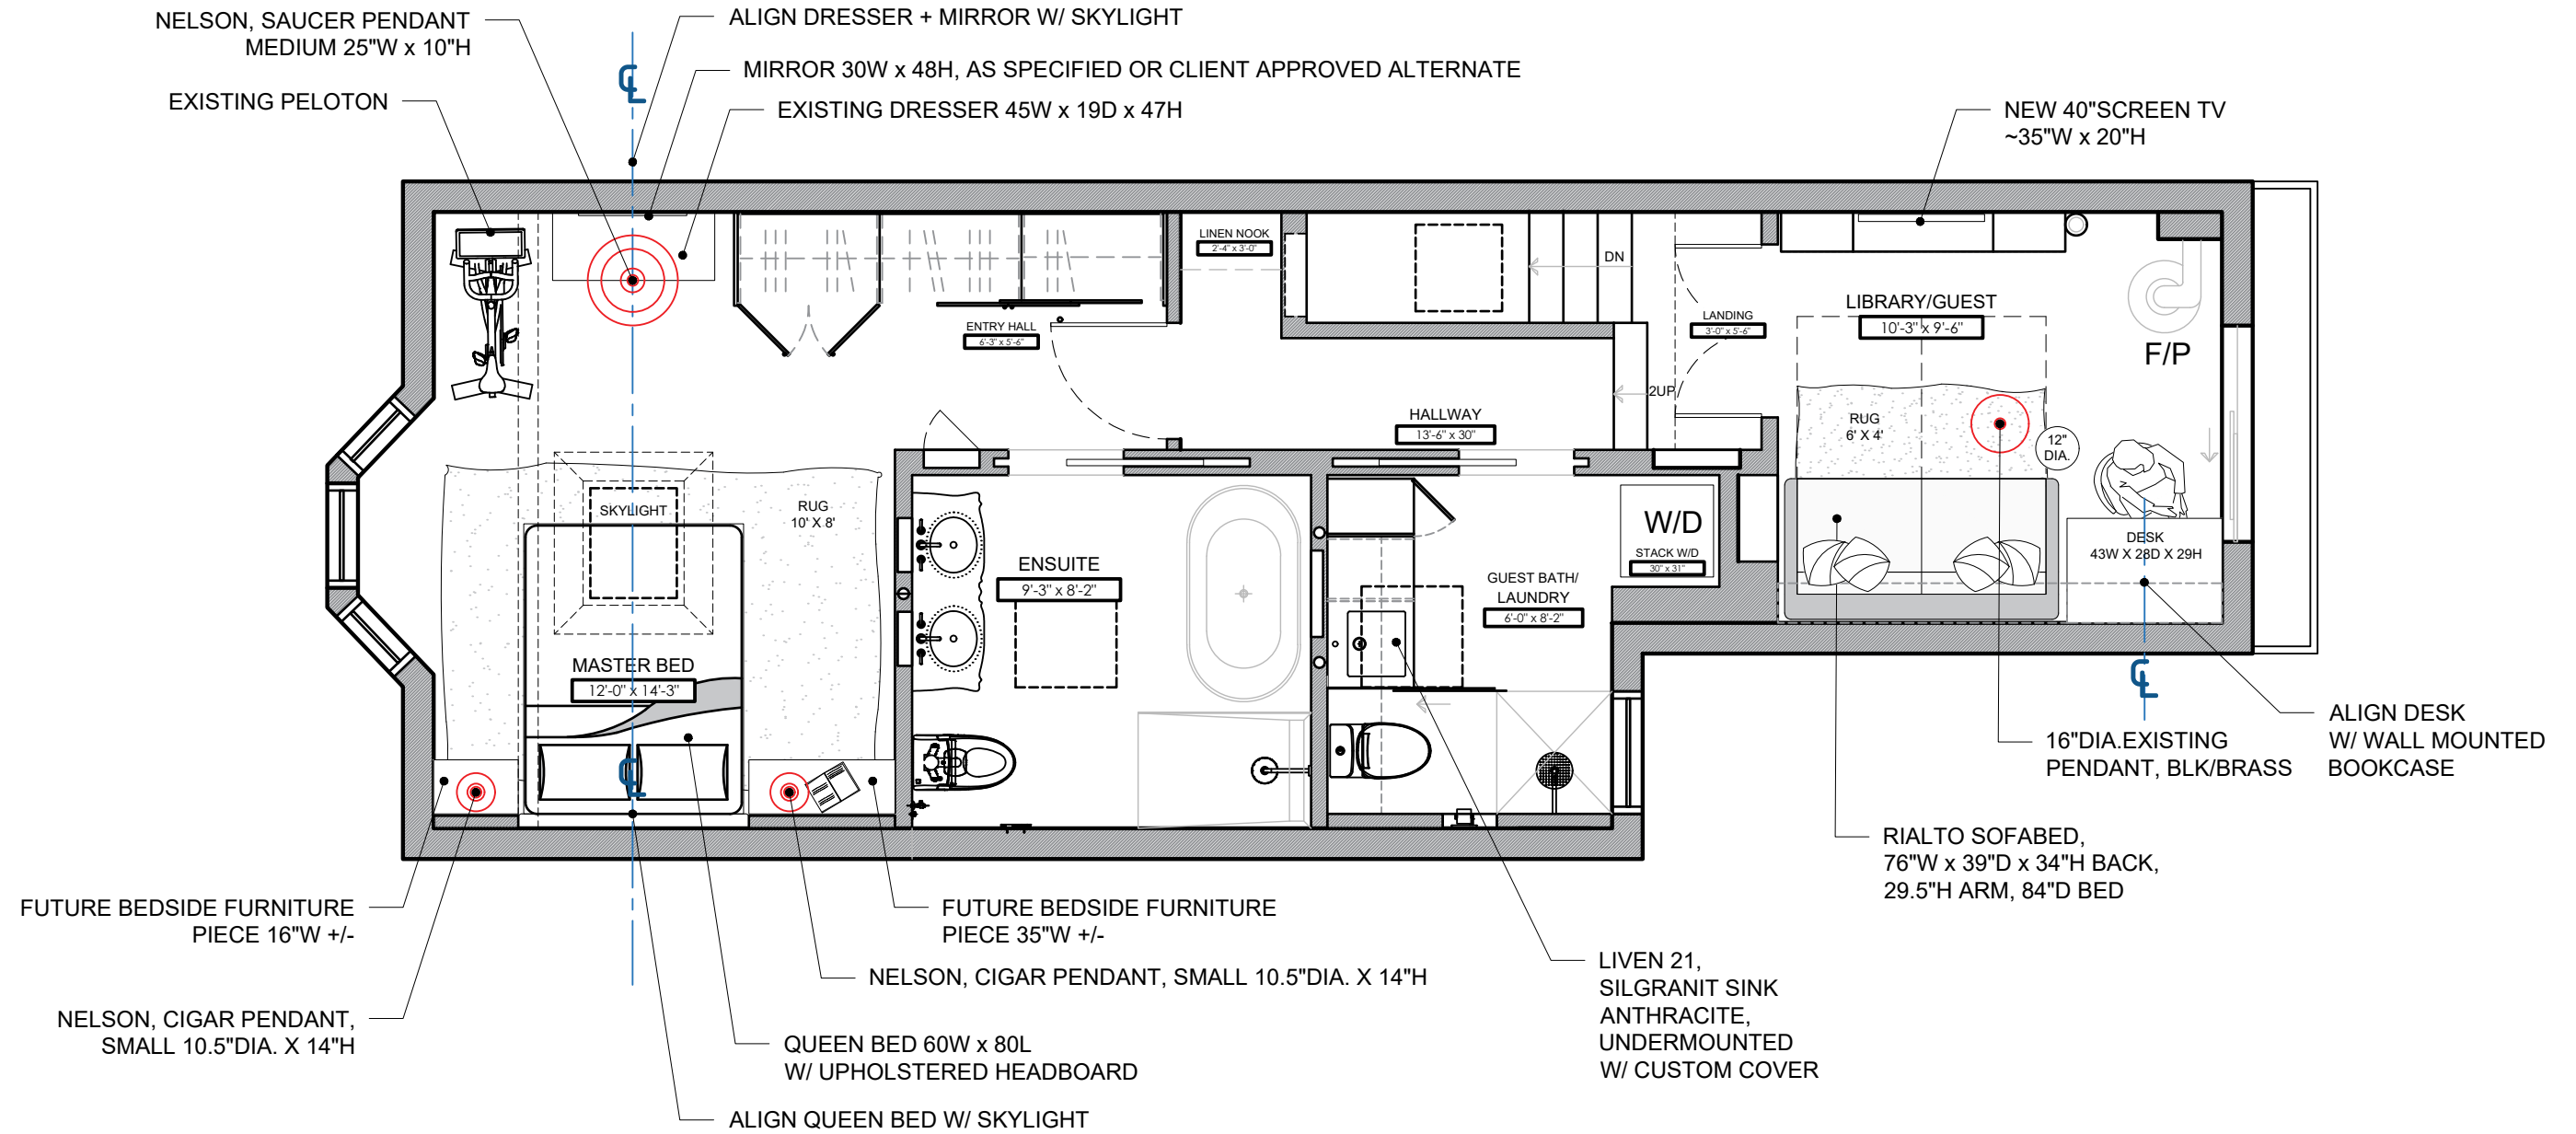 NELSON, SAUCER PENDANT
MEDIUM 25"W x 10"H
EXISTING PELOTON
ALIGN DRESSER + MIRROR W/ SKYLIGHT
MIRROR 30W x 48H, AS SPECIFIED OR CLIENT APPROVED ALTERNATE
EXISTING DRESSER 45W x 19D x 47H
NEW 40"SCREEN TV
~35"W x 20"H
LINEN NOOK
2'-4" x 3'-0"
DN
ENTRY HALL
6'-3" x 5'-6"
LANDING
3'-0" x 5'-6"
LIBRARY/GUEST
10'-3" x 9'-6"
F/P
2UP
HALLWAY
13'-6" x 30"
RUG
6' X 4'
12"
DIA.
SKYLIGHT
RUG
10' X 8'
W/D
STACK W/D
30" x 31"
DESK
43W X 28D X 29H
ENSUITE
9'-3" x 8'-2"
GUEST BATH/
LAUNDRY
6'-0" x 8'-2"
MASTER BED
12'-0" x 14'-3"
ALIGN DESK
W/ WALL MOUNTED
BOOKCASE
16"DIA.EXISTING
PENDANT, BLK/BRASS
RIALTO SOFABED,
76"W x 39"D x 34"H BACK,
29.5"H ARM, 84"D BED
FUTURE BEDSIDE FURNITURE
PIECE 16"W +/-
FUTURE BEDSIDE FURNITURE
PIECE 35"W +/-
NELSON, CIGAR PENDANT, SMALL 10.5"DIA. X 14"H
LIVEN 21,
SILGRANIT SINK
ANTHRACITE,
UNDERMOUNTED
W/ CUSTOM COVER
NELSON, CIGAR PENDANT,
SMALL 10.5"DIA. X 14"H
QUEEN BED 60W x 80L
W/ UPHOLSTERED HEADBOARD
ALIGN QUEEN BED W/ SKYLIGHT